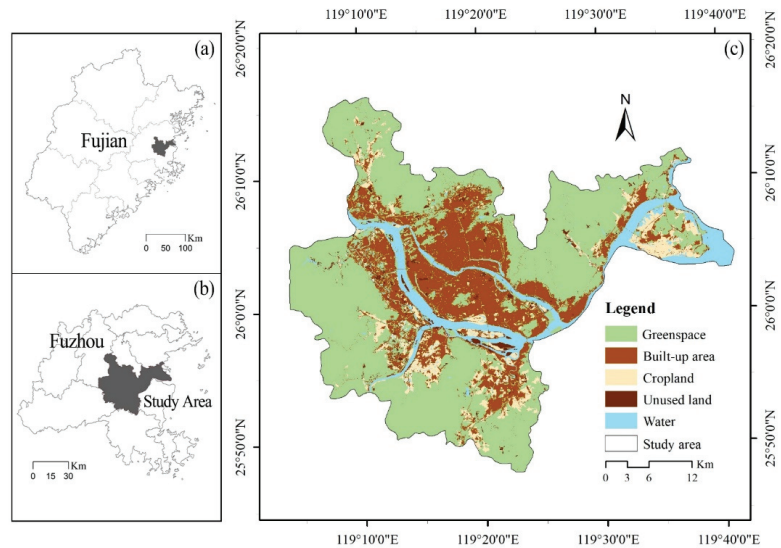 (a)
Fujian
Km
0 50 100
(b)
Fuzhou
Study Area
Km
0 15 30
119°10'0"E 119°20'0"E 119°30'0"E 119°40'0"E
(c)
N
26°20'0"N 26°20'0"N
26°10'0"N 26°10'0"N
26°0'0"N 26°0'0"N
25°50'0"N 25°50'0"N
Legend
Greenspace
Built-up area
Cropland
Unused land
Water
Study area
Km
0 3 6 12
119°10'0"E 119°20'0"E 119°30'0"E 119°40'0"E